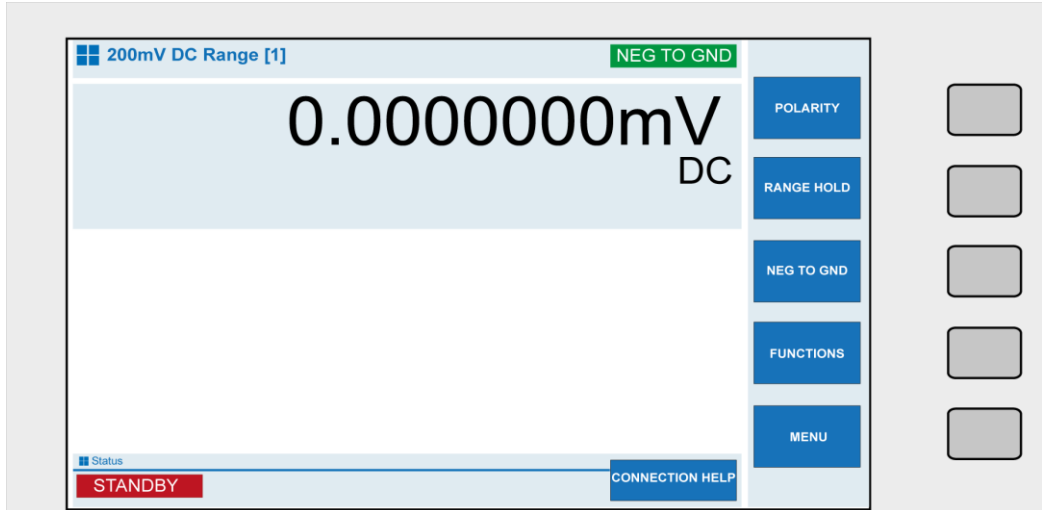 200mV DC Range [1]
NEG TO GND
0.0000000mV
DC
POLARITY
RANGE HOLD
NEG TO GND
FUNCTIONS
MENU
Status
STANDBY
CONNECTION HELP